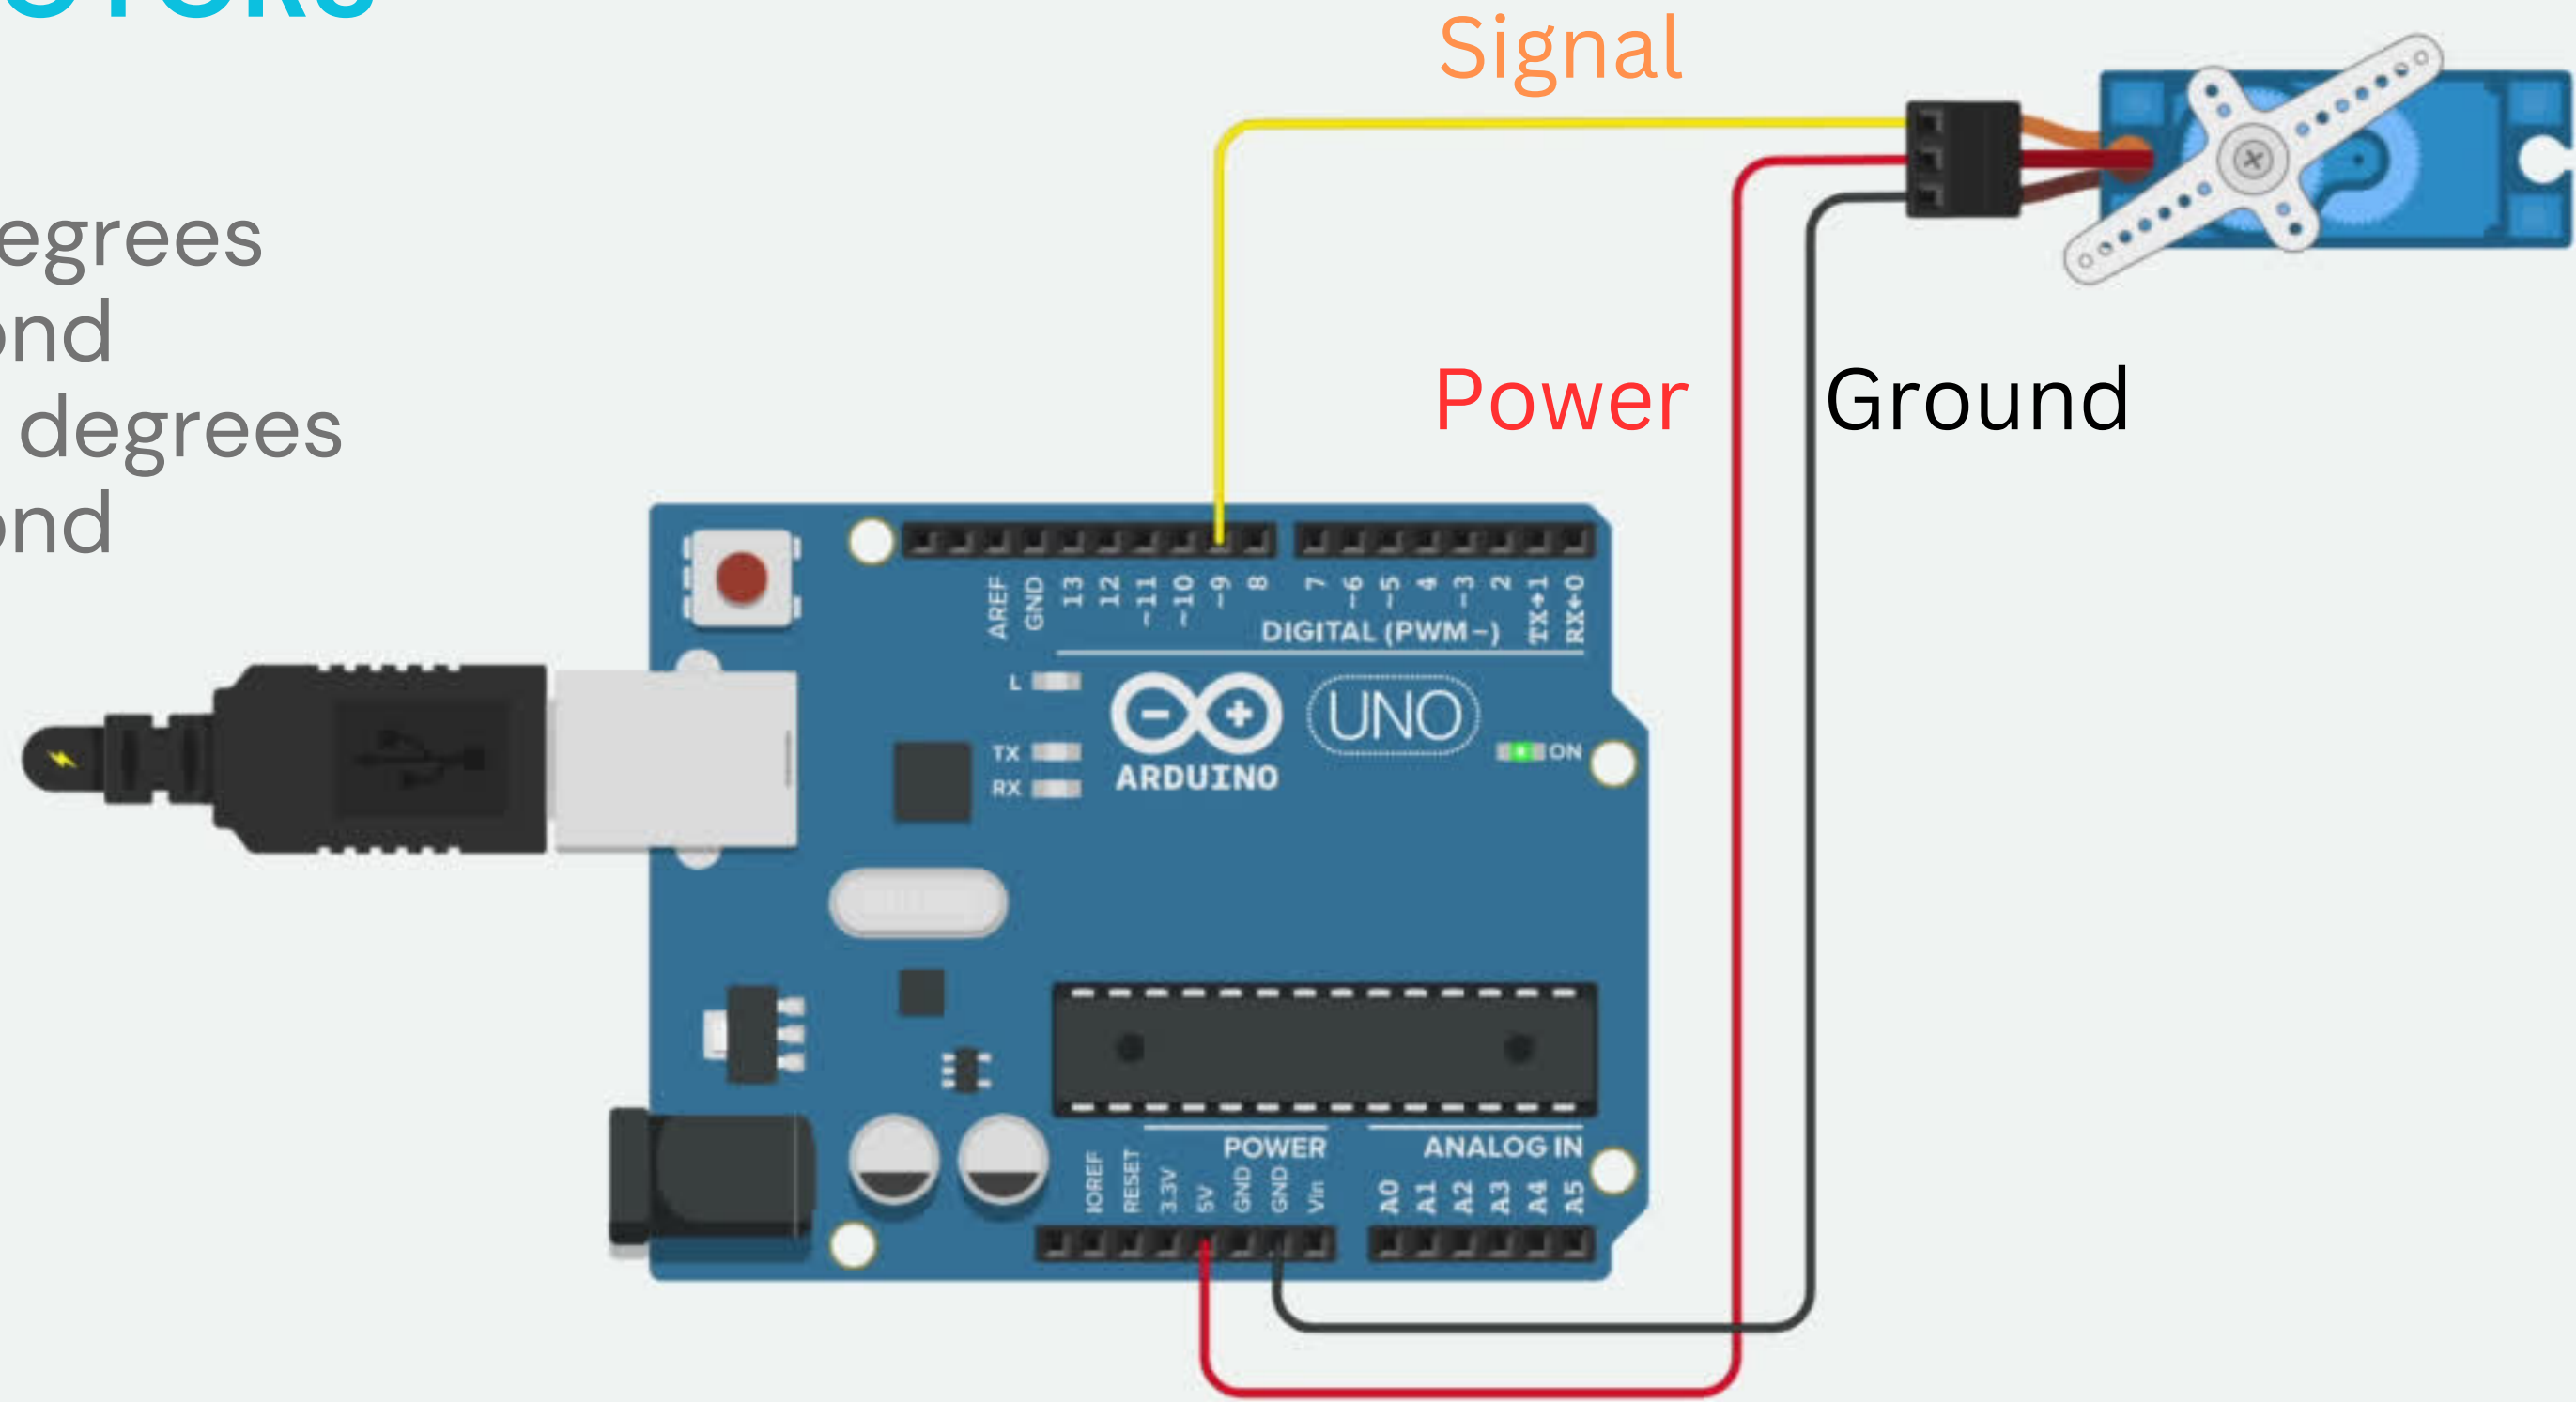 Signal
egrees
ond
degrees
ond
Power
Ground
AREF
GND
13
12
~11
~10
~9
8
7
~6
~5
4
~3
2
TX→1
RX←0
DIGITAL (PWM~)
L
TX
RX
ARDUINO
UNO
ON
POWER
ANALOG IN
IOREF
RESET
3.3V
5V
GND
GND
Vin
A0
A1
A2
A3
A4
A5